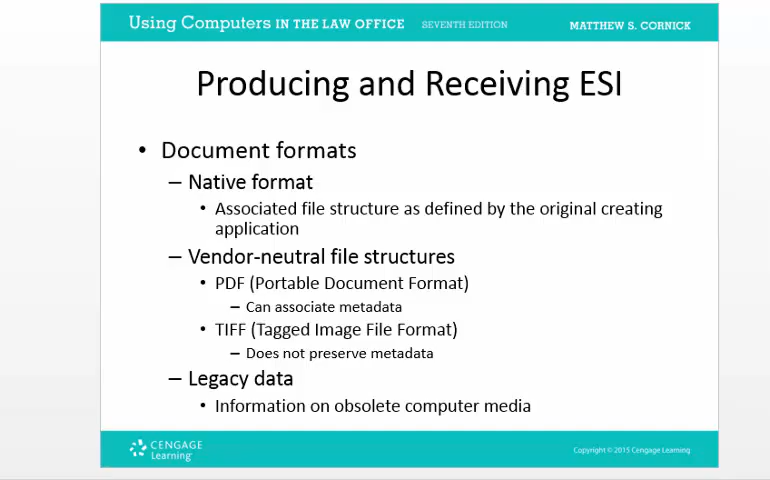 Using Computers IN THE LAW OFFICE SEVENTH EDITION MATTHEW S. CORNICK
Producing and Receiving ESI
• Document formats
– Native format
• Associated file structure as defined by the original creating
application
– Vendor-neutral file structures
• PDF (Portable Document Format)
– Can associate metadata
• TIFF (Tagged Image File Format)
– Does not preserve metadata
– Legacy data
• Information on obsolete computer media
CENGAGE
Learning
Copyright © 2015 Cengage Learning